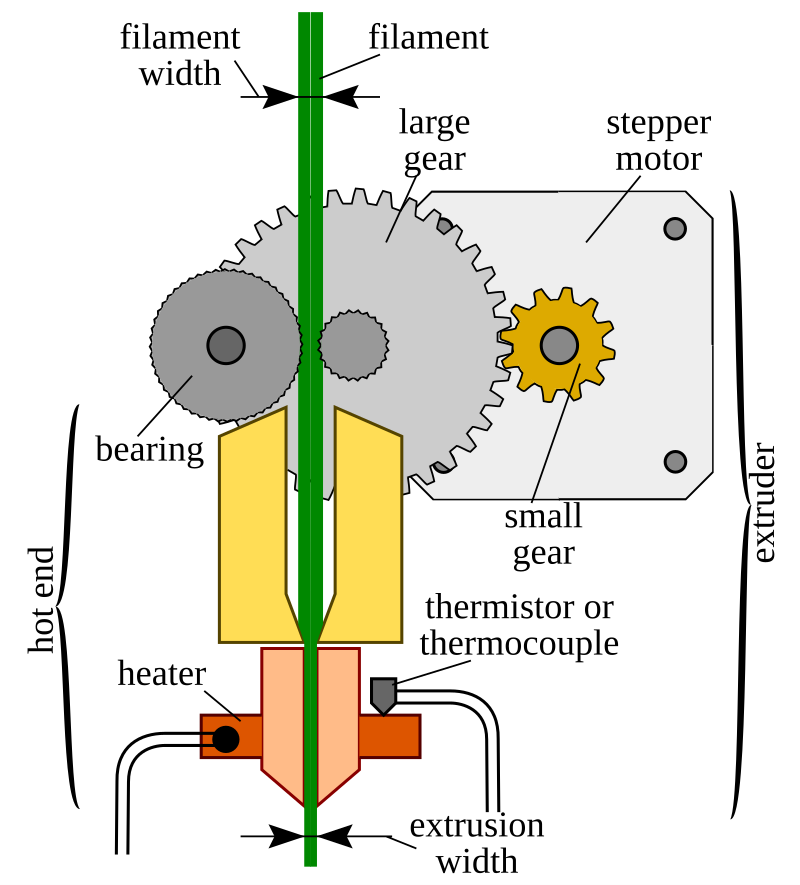 filament
width
filament
large
gear
stepper
motor
bearing
extruder
small
gear
hot end
thermistor or
thermocouple
heater
extrusion
width